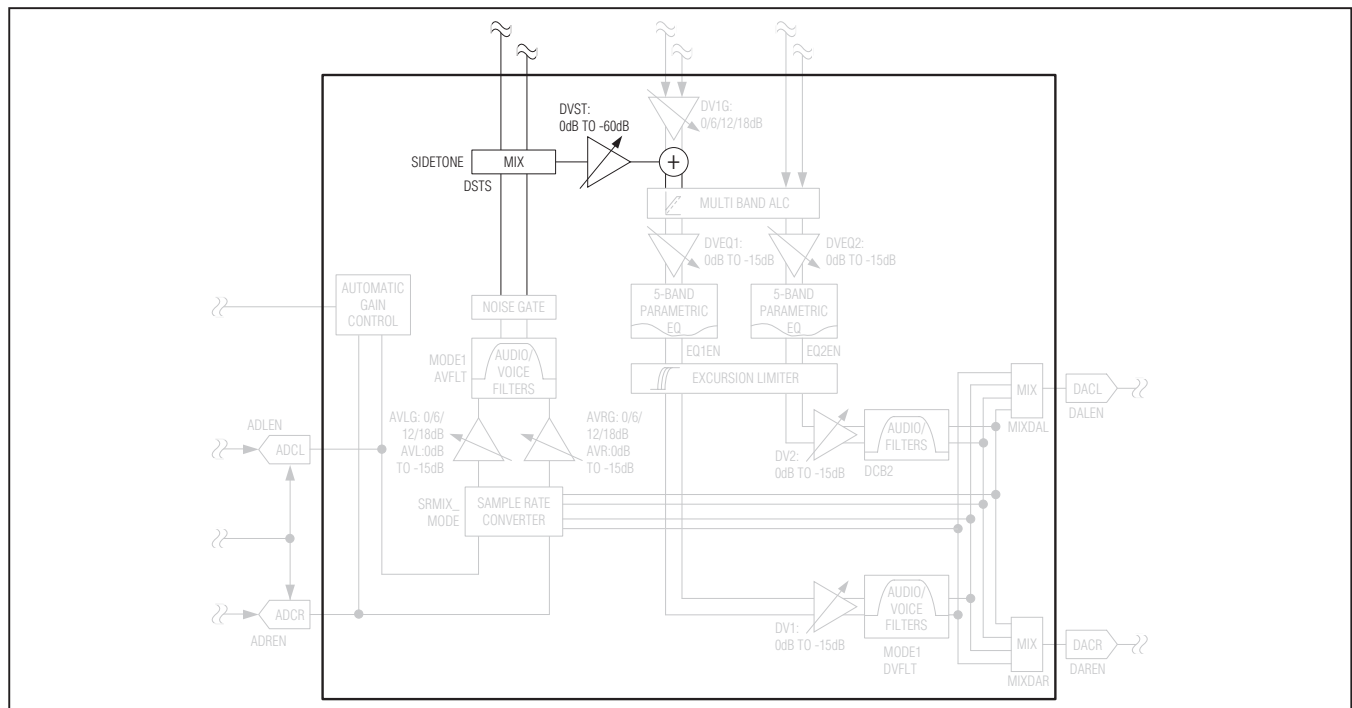 DVST:
0dB TO -60dB
DV1G:
0/6/12/18dB
SIDETONE
MIX
DSTS
+
MULTI BAND ALC
DVEQ1:
0dB TO -15dB
DVEQ2:
0dB TO -15dB
AUTOMATIC
GAIN
CONTROL
NOISE GATE
5-BAND
PARAMETRIC
EQ
5-BAND
PARAMETRIC
EQ
EQ1EN
EQ2EN
MODE1
AVFLT
AUDIO/
VOICE
FILTERS
EXCURSION LIMITER
MIX
DACL
DALEN
MIXDAL
ADLEN
ADCL
AVLG: 0/6/
12/18dB
AVL:0dB
TO -15dB
AVRG: 0/6/
12/18dB
AVR:0dB
TO -15dB
DV2:
0dB TO -15dB
AUDIO/
FILTERS
DCB2
SRMIX_
MODE
SAMPLE RATE
CONVERTER
ADCR
ADREN
DV1:
0dB TO -15dB
AUDIO/
VOICE
FILTERS
MODE1
DVFLT
MIX
DACR
DAREN
MIXDAR